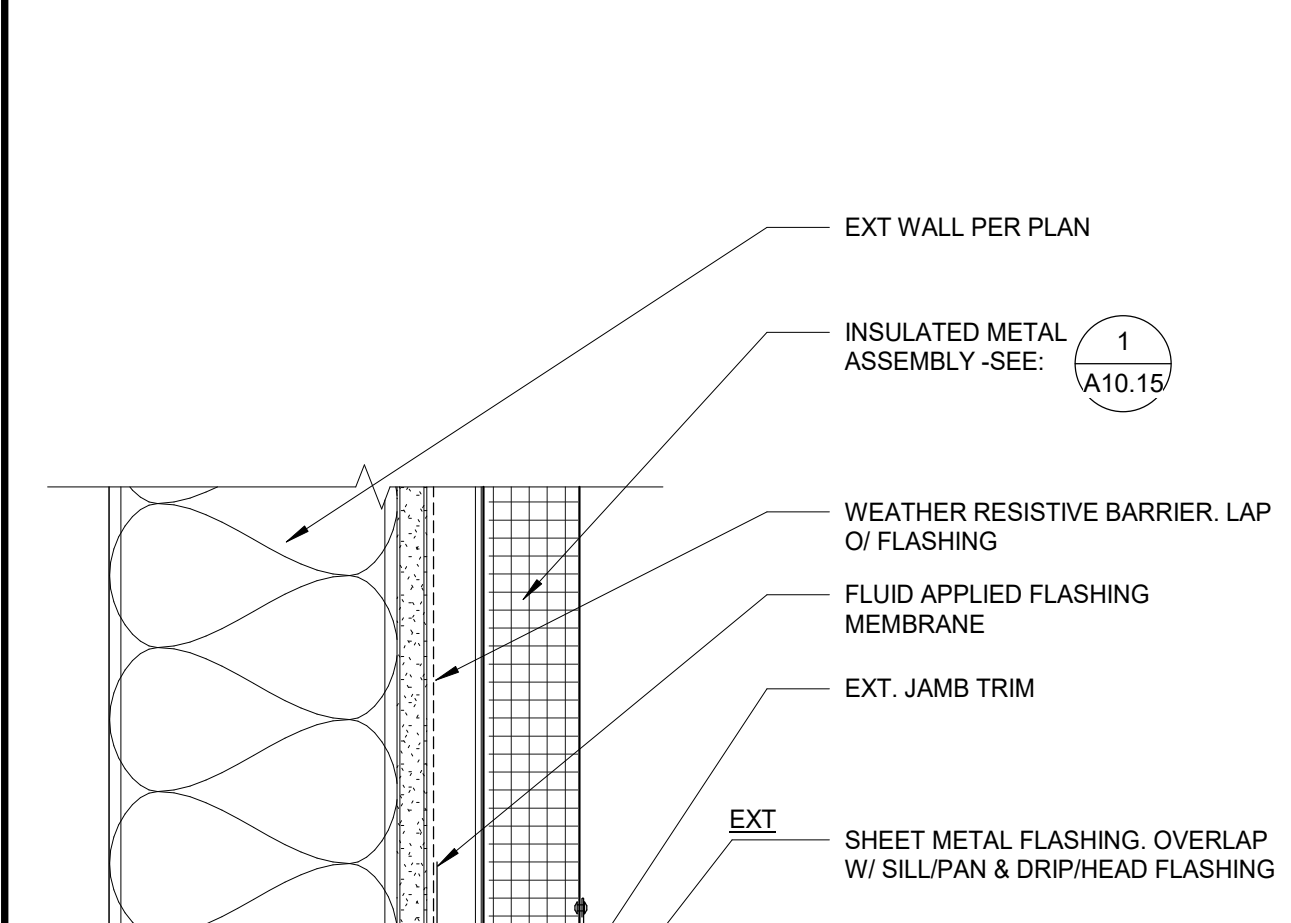 EXT WALL PER PLAN
INSULATED METAL
ASSEMBLY -SEE:
1
A10.15
WEATHER RESISTIVE BARRIER. LAP
O/ FLASHING
FLUID APPLIED FLASHING
MEMBRANE
EXT. JAMB TRIM
EXT
SHEET METAL FLASHING. OVERLAP
W/ SILL/PAN & DRIP/HEAD FLASHING